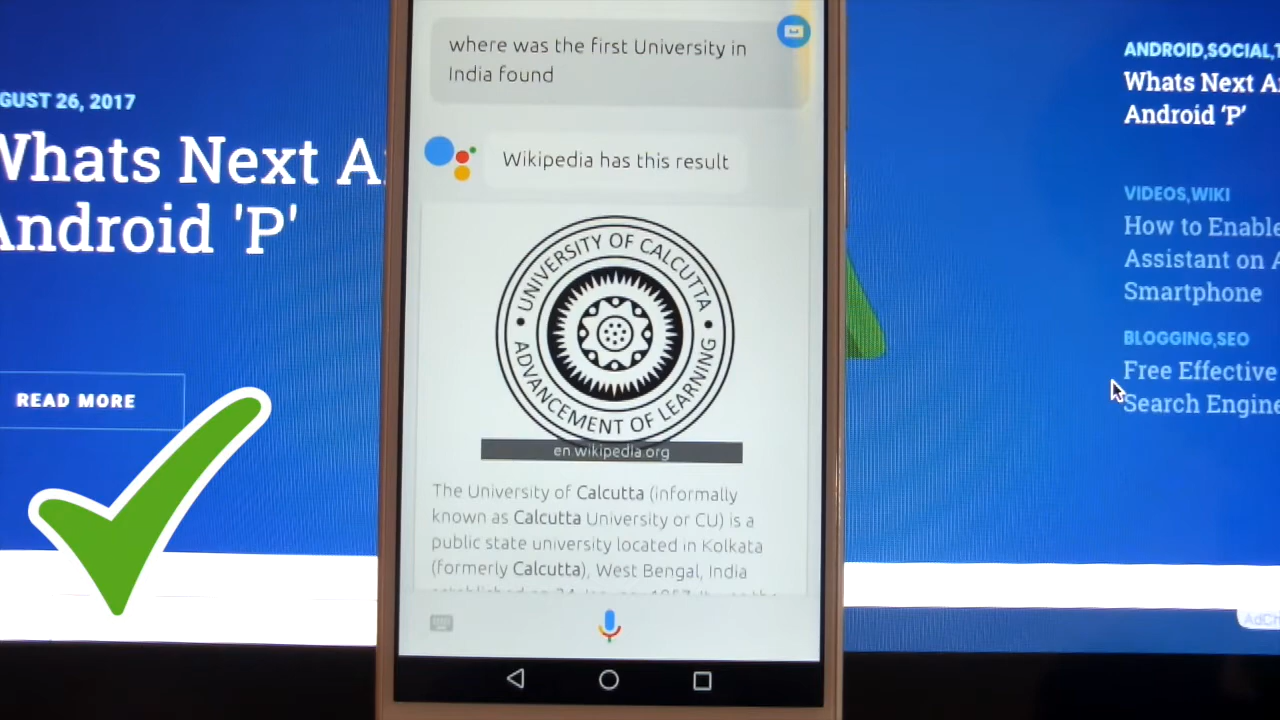 GUST 26, 2017
Whats Next A
Android 'P'
READ MORE
where was the first University in
India found
Wikipedia has this result
UNIVERSITY OF CALCUTTA
ADVANCEMENT OF LEARNING
en wikipedia org
The University of Calcutta (informally
known as Calcutta University or CU) is a
public state university located in Kolkata
(formerly Calcutta), West Bengal, India
ANDROID,SOCIAL,T
Whats Next A
Android 'P'
VIDEOS,WIKI
How to Enable
Assistant on A
Smartphone
BLOGGING,SEO
Free Effective
Search Engine
AdCh